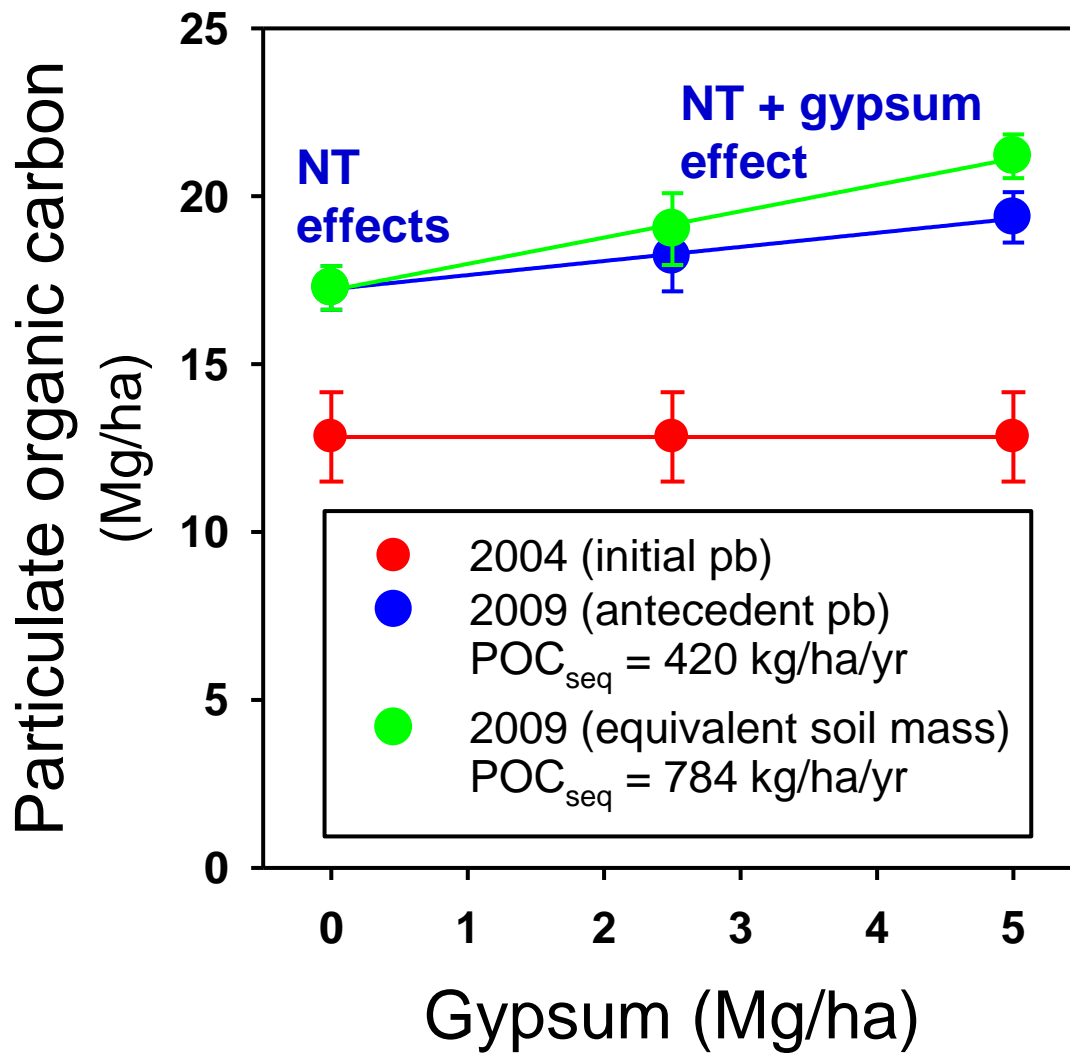 Particulate organic carbon
(Mg/ha)
25
20
15
10
5
0
NT
effects
NT + gypsum
effect
2004 (initial pb)
2009 (antecedent pb)
POCseq = 420 kg/ha/yr
2009 (equivalent soil mass)
POCseq = 784 kg/ha/yr
0 1 2 3 4 5
Gypsum (Mg/ha)